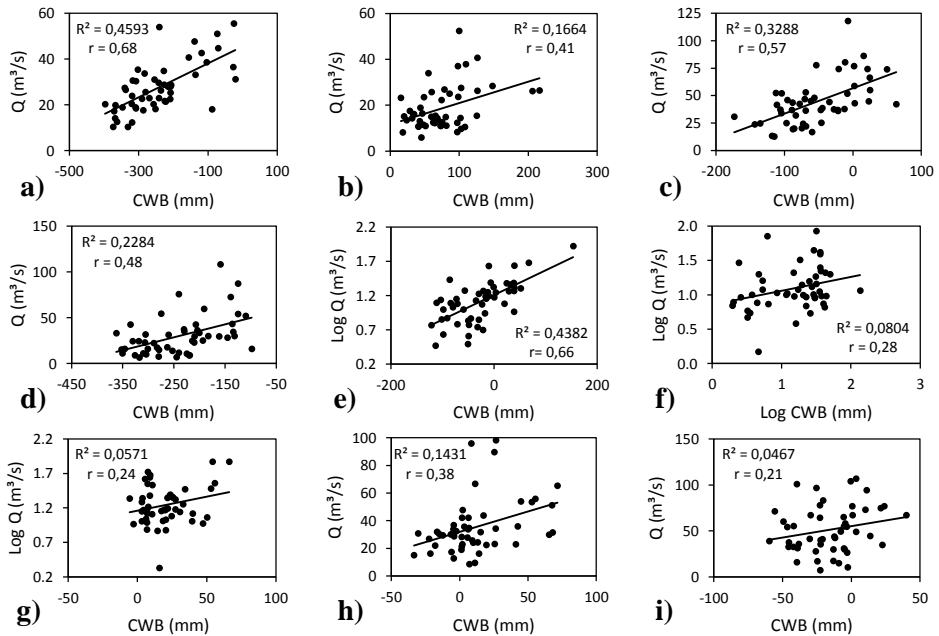 R² = 0,4593
r = 0,68
Q (m³/s)
60
40
20
0
-500 -300 -100 100
CWB (mm)
a)
R² = 0,1664
r = 0,41
Q (m³/s)
60
40
20
0
0 100 200 300
CWB (mm)
b)
R² = 0,3288
r = 0,57
Q (m³/s)
125
100
75
50
25
0
-200 -100 0 100
CWB (mm)
c)
R² = 0,2284
r = 0,48
Q (m³/s)
150
100
50
0
-450 -350 -250 -150 -50
CWB (mm)
d)
Log Q (m³/s)
2.2
1.7
1.2
0.7
0.2
R² = 0,4382
r= 0,66
-200 0 200
CWB (mm)
e)
Log Q (m³/s)
2.0
1.5
1.0
0.5
0.0
R² = 0,0804
r = 0,28
0 1 2 3
Log CWB (mm)
f)
R² = 0,0571
r = 0,24
Log Q (m³/s)
2.2
1.7
1.2
0.7
0.2
-50 0 50 100
CWB (mm)
g)
R² = 0,1431
r = 0,38
Q (m³/s)
100
80
60
40
20
0
-50 0 50 100
CWB (mm)
h)
R² = 0,0467
r = 0,21
Q (m³/s)
150
100
50
0
-100 -50 0 50
CWB (mm)
i)